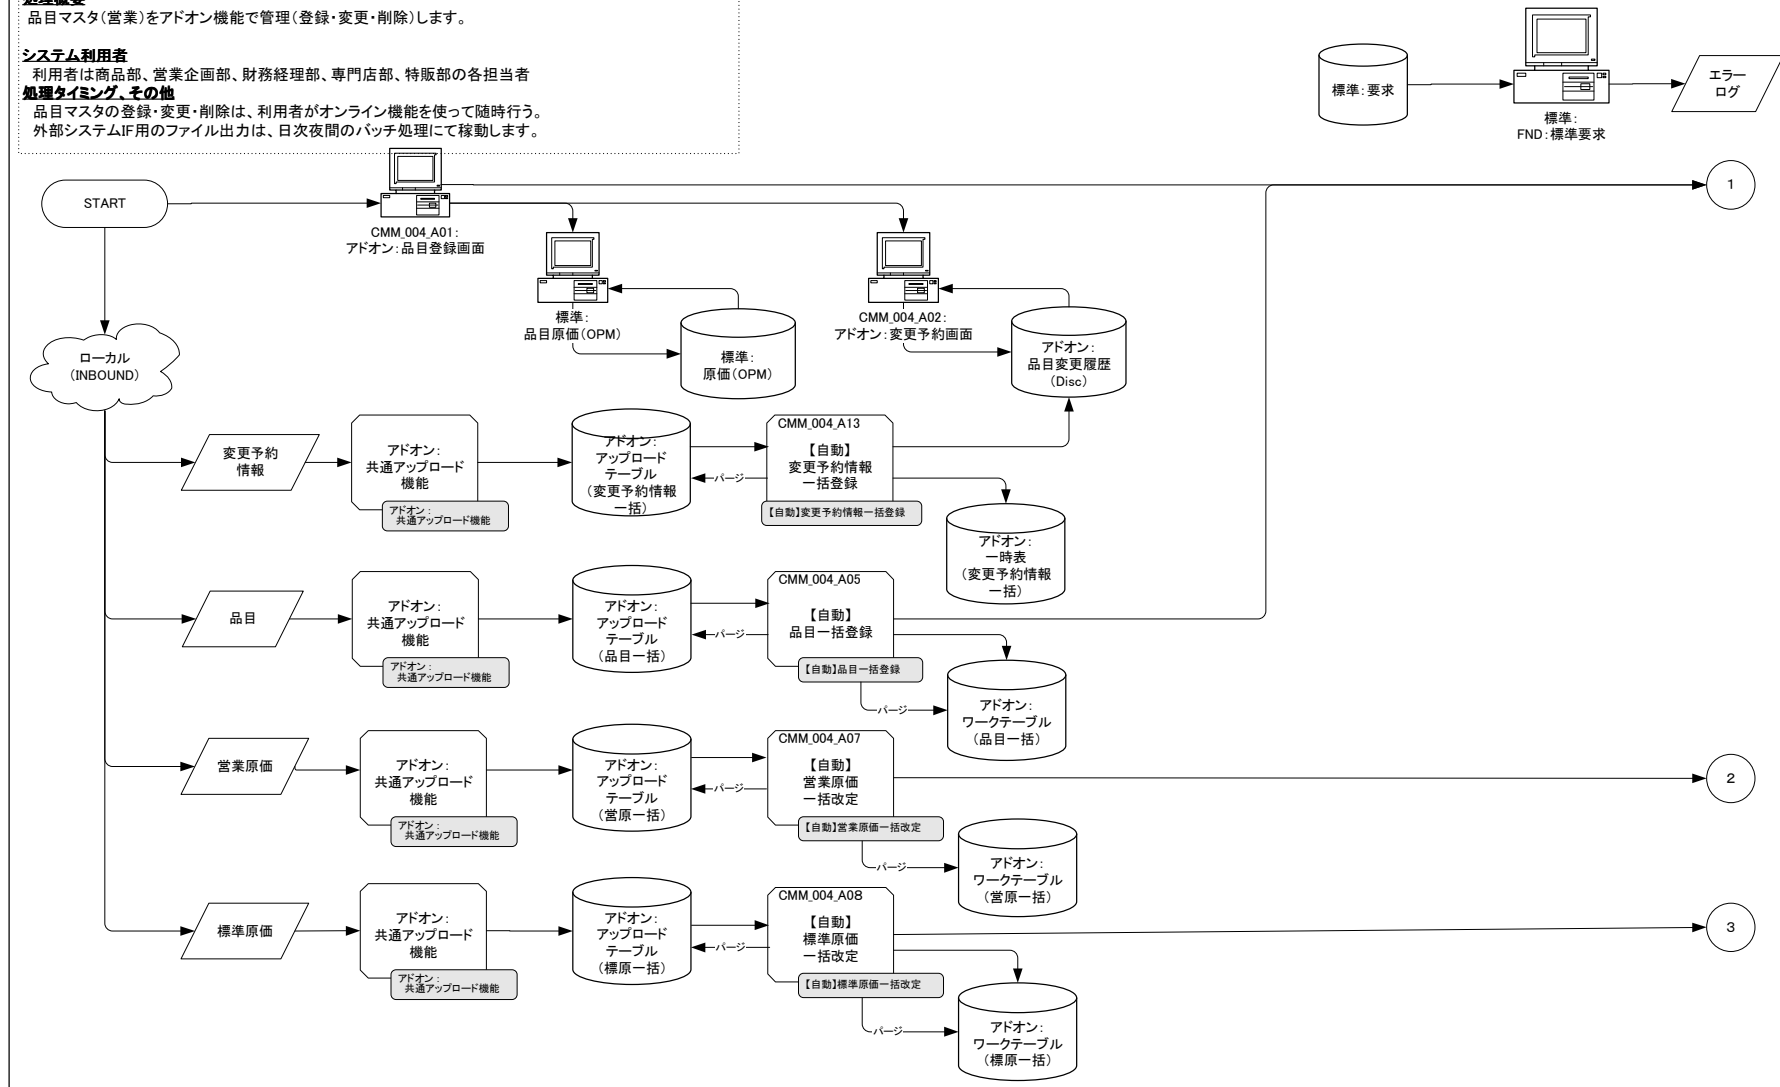 処理概要
品目マスタ(営業)をアドオン機能で管理(登録・変更・削除)します。
システム利用者
利用者は商品部、営業企画部、財務経理部、専門店部、特販部の各担当者
処理タイミング、その他
品目マスタの登録・変更・削除は、利用者がオンライン機能を使って随時行う。
外部システムIF用のファイル出力は、日次夜間のバッチ処理にて稼動します。
標準:要求
標準:
FND:標準要求
エラー
ログ
START
CMM_004_A01:
アドオン:品目登録画面
1
標準:
品目原価(OPM)
標準:
原価(OPM)
CMM_004_A02:
アドオン:変更予約画面
アドオン:
品目変更履歴
(Disc)
ローカル
(INBOUND)
変更予約
情報
アドオン:
共通アップロード
機能
アドオン:
共通アップロード機能
アドオン:
アップロード
テーブル
(変更予約情報
一括)
パージ
CMM_004_A13
【自動】
変更予約情報
一括登録
【自動】変更予約情報一括登録
アドオン:
一時表
(変更予約情報
一括)
品目
アドオン:
共通アップロード
機能
アドオン:
共通アップロード機能
アドオン:
アップロード
テーブル
(品目一括)
パージ
CMM_004_A05
【自動】
品目一括登録
【自動】品目一括登録
パージ
アドオン:
ワークテーブル
(品目一括)
営業原価
アドオン:
共通アップロード
機能
アドオン:
共通アップロード機能
アドオン:
アップロード
テーブル
(営原一括)
パージ
CMM_004_A07
【自動】
営業原価
一括改定
【自動】営業原価一括改定
2
パージ
アドオン:
ワークテーブル
(営原一括)
標準原価
アドオン:
共通アップロード
機能
アドオン:
共通アップロード機能
アドオン:
アップロード
テーブル
(標原一括)
パージ
CMM_004_A08
【自動】
標準原価
一括改定
【自動】標準原価一括改定
3
パージ
アドオン:
ワークテーブル
(標原一括)